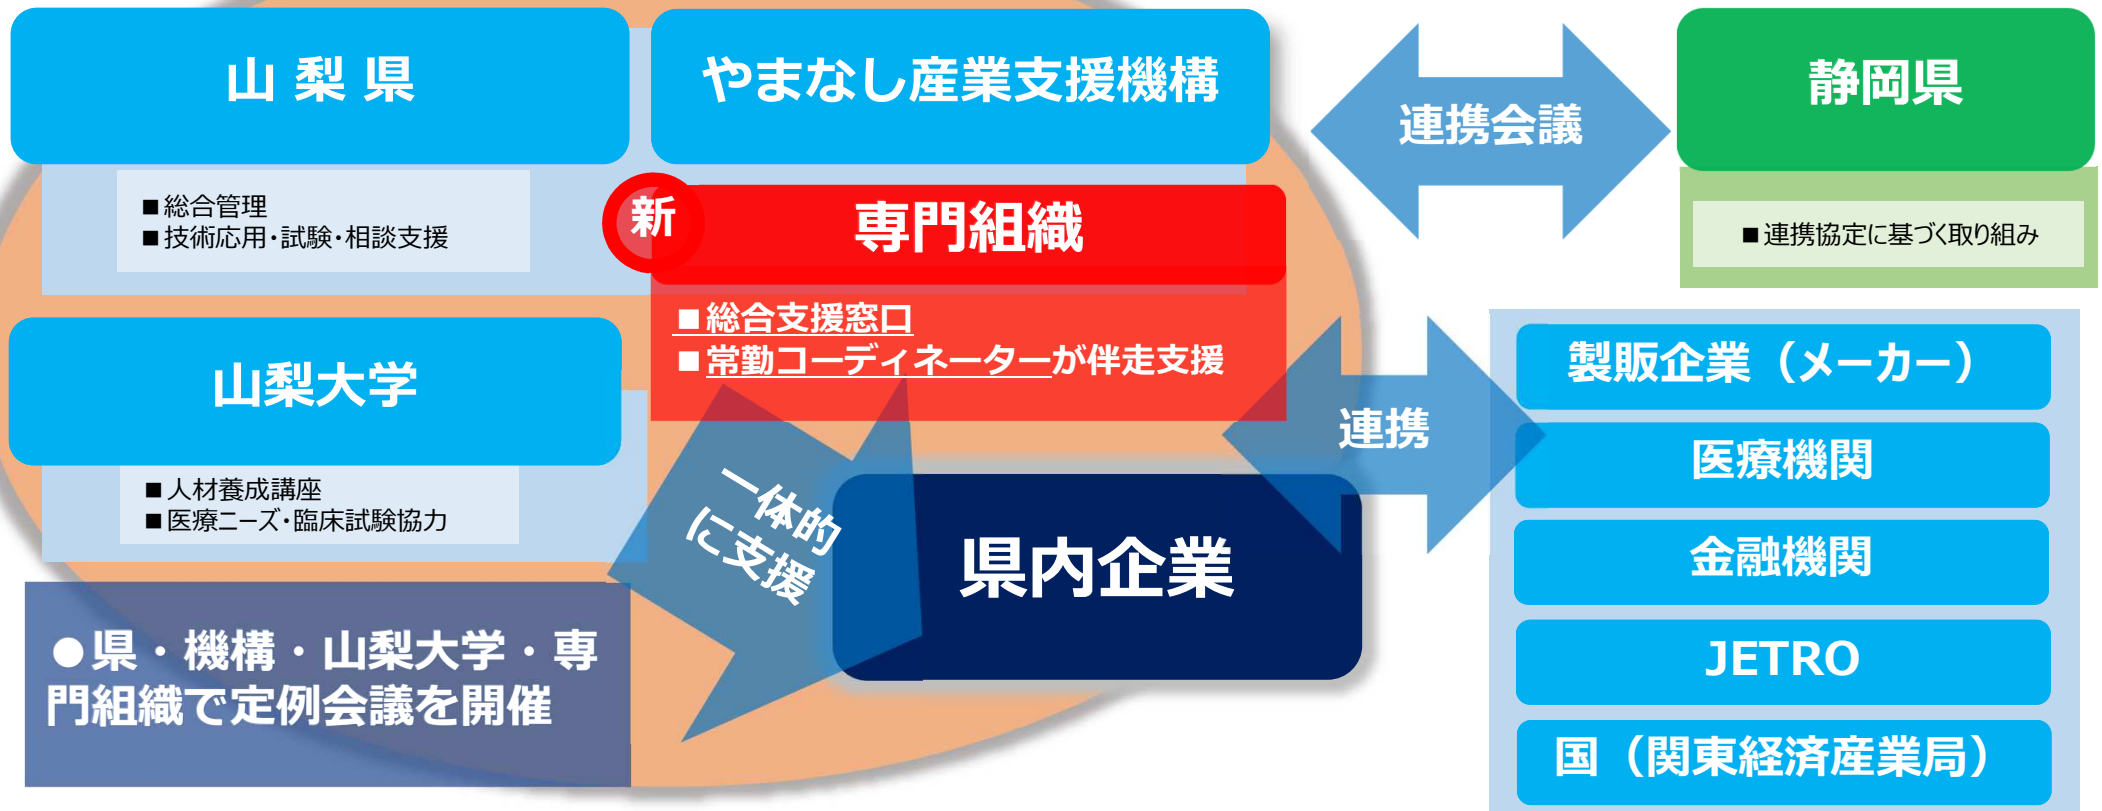 山 梨 県
■総合管理
■技術応用・試験・相談支援
やまなし産業支援機構
新
専門組織
■総合支援窓口
■常勤コーディネーターが伴走支援
連携会議
静岡県
■連携協定に基づく取り組み
山梨大学
■人材養成講座
■医療ニーズ・臨床試験協力
一体的
に支援
県内企業
連携
製販企業（メーカー）
医療機関
金融機関
JETRO
国（関東経済産業局）
●県・機構・山梨大学・専
門組織で定例会議を開催